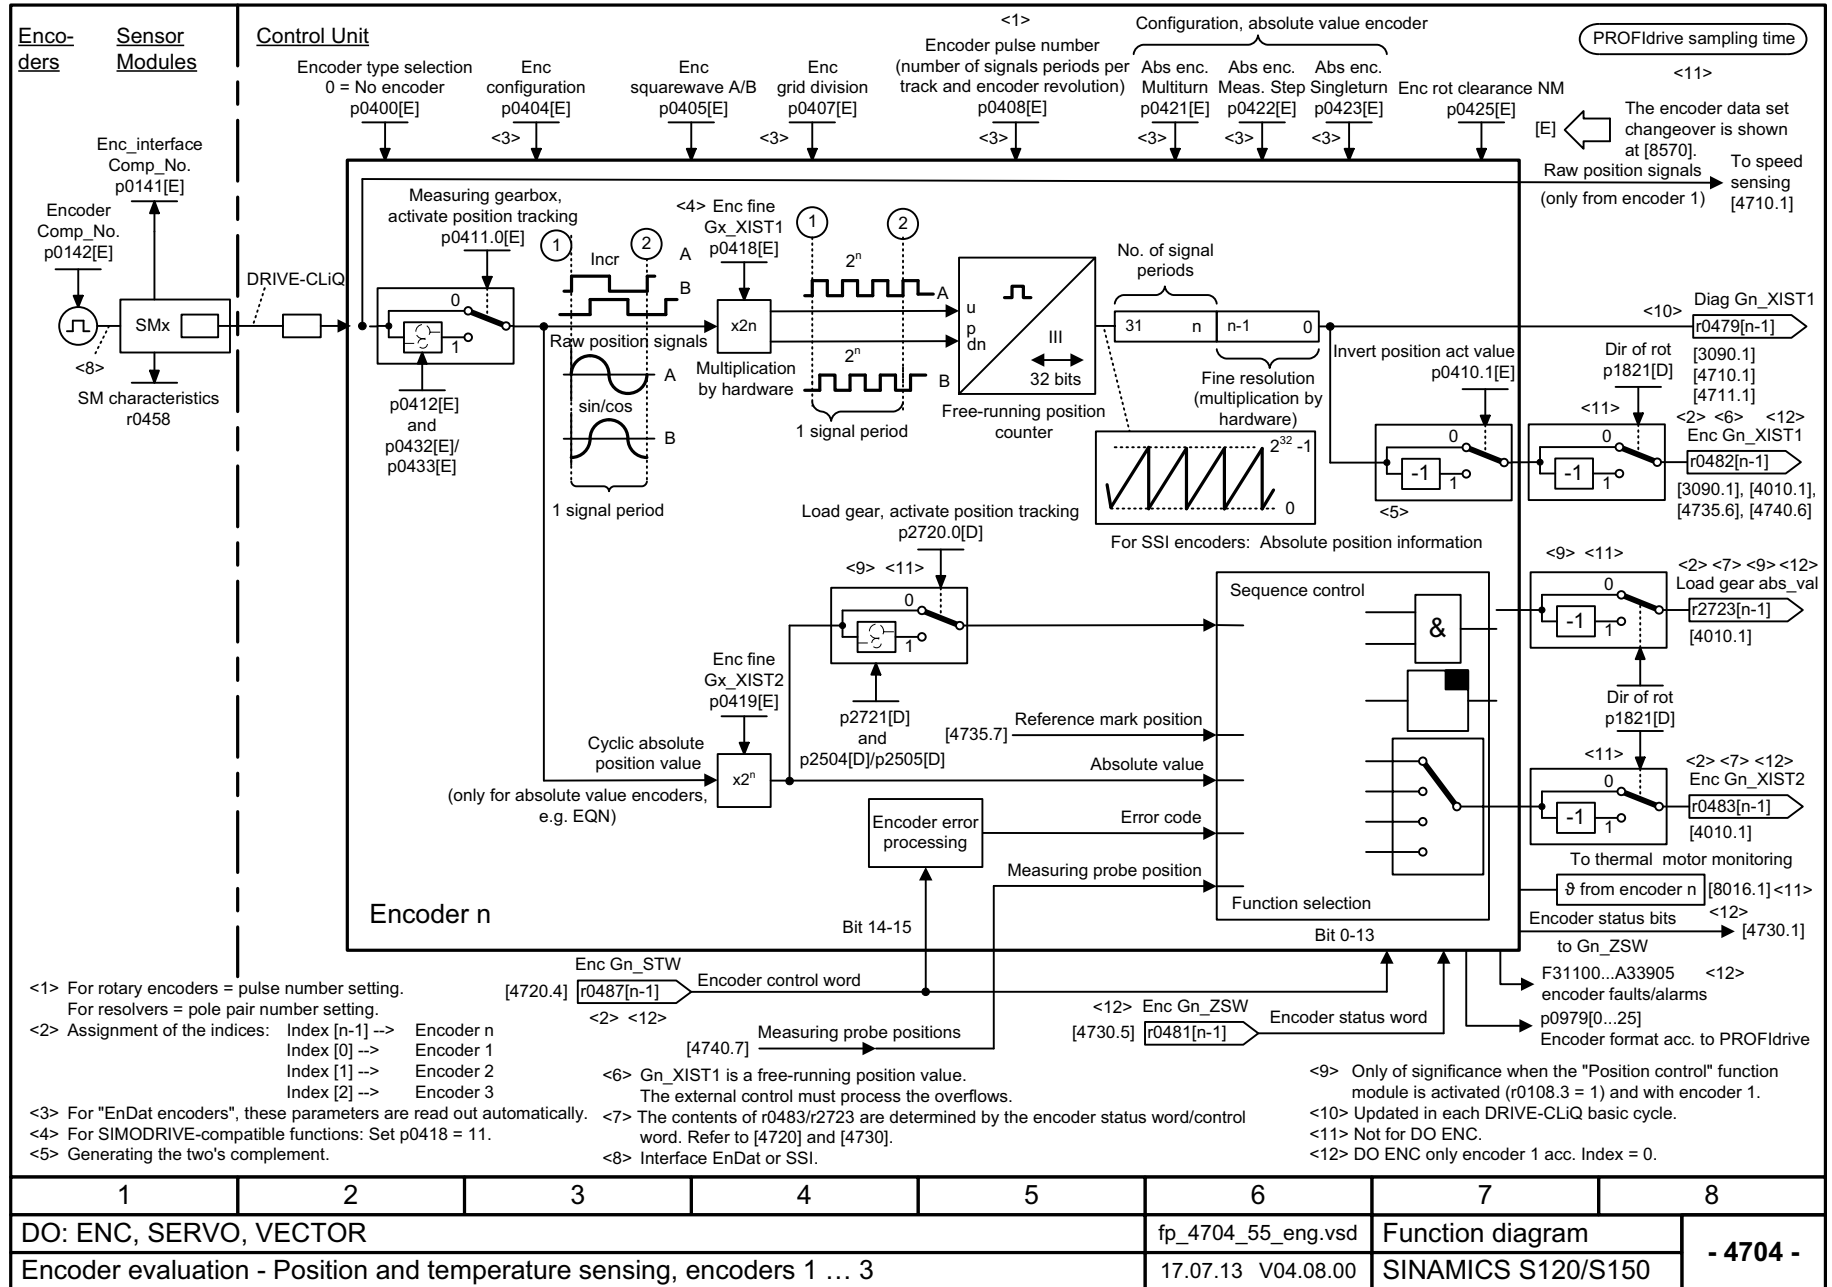 Enco-
ders
Sensor
Modules
Control Unit
PROFIdrive sampling time
<11>
Encoder type selection
0 = No encoder
p0400[E]
Enc
configuration
p0404[E]
<3>
Enc
squarewave A/B
p0405[E]
Enc
grid division
p0407[E]
<3>
<1>
Encoder pulse number
(number of signals periods per
track and encoder revolution)
p0408[E]
<3>
Configuration, absolute value encoder
Abs enc.
Multiturn
p0421[E]
<3>
Abs enc.
Meas. Step
p0422[E]
<3>
Abs enc.
Singleturn
p0423[E]
<3>
Enc rot clearance NM
p0425[E]
[E]
The encoder data set
changeover is shown
at [8570].
Raw position signals
(only from encoder 1)
To speed
sensing
[4710.1]
Enc_interface
Comp_No.
p0141[E]
Encoder
Comp_No.
p0142[E]
SMx
<8>
SM characteristics
r0458
DRIVE-CLiQ
Measuring gearbox,
activate position tracking
p0411.0[E]
0
1
p0412[E]
and
p0432[E]/
p0433[E]
1
2
Incr
A
B
Raw position signals
sin/cos
A
B
1 signal period
<4> Enc fine
Gx_XIST1
p0418[E]
x2n
Multiplication
by hardware
1
2
2n
A
2n
B
1 signal period
u
p
dn
III
32 bits
Free-running position
counter
No. of signal
periods
31
n
n-1
0
Fine resolution
(multiplication by
hardware)
232 -1
0
For SSI encoders: Absolute position information
<10>
Diag Gn_XIST1
r0479[n-1]
[3090.1]
[4710.1]
[4711.1]
Invert position act value
p0410.1[E]
0
-1
1
<5>
Dir of rot
p1821[D]
<11>
0
-1
1
<2> <6> <12>
Enc Gn_XIST1
r0482[n-1]
[3090.1], [4010.1],
[4735.6], [4740.6]
Load gear, activate position tracking
p2720.0[D]
<9> <11>
0
1
p2721[D]
and
p2504[D]/p2505[D]
Enc fine
Gx_XIST2
p0419[E]
x2n
Cyclic absolute
position value
(only for absolute value encoders,
e.g. EQN)
Sequence control
&
[4735.7]
Reference mark position
Absolute value
Encoder error
processing
Error code
Measuring probe position
Function selection
<9> <11>
0
-1
1
<2> <7> <9> <12>
Load gear abs_val
r2723[n-1]
[4010.1]
Dir of rot
p1821[D]
<11>
0
-1
1
<2> <7> <12>
Enc Gn_XIST2
r0483[n-1]
[4010.1]
To thermal motor monitoring
ϑ from encoder n
[8016.1] <11>
Encoder status bits
to Gn_ZSW
<12>
[4730.1]
Encoder n
Bit 14-15
Bit 0-13
Enc Gn_STW
[4720.4]
r0487[n-1]
Encoder control word
<2> <12>
<12> Enc Gn_ZSW
[4730.5]
r0481[n-1]
Encoder status word
F31100...A33905
encoder faults/alarms
<12>
p0979[0...25]
Encoder format acc. to PROFIdrive
Measuring probe positions
[4740.7]
<1> For rotary encoders = pulse number setting.
For resolvers = pole pair number setting.
<2> Assignment of the indices: Index [n-1] --> Encoder n
Index [0] --> Encoder 1
Index [1] --> Encoder 2
Index [2] --> Encoder 3
<3> For "EnDat encoders", these parameters are read out automatically.
<4> For SIMODRIVE-compatible functions: Set p0418 = 11.
<5> Generating the two's complement.
<6> Gn_XIST1 is a free-running position value.
The external control must process the overflows.
<7> The contents of r0483/r2723 are determined by the encoder status word/control
word. Refer to [4720] and [4730].
<8> Interface EnDat or SSI.
<9> Only of significance when the "Position control" function
module is activated (r0108.3 = 1) and with encoder 1.
<10> Updated in each DRIVE-CLiQ basic cycle.
<11> Not for DO ENC.
<12> DO ENC only encoder 1 acc. Index = 0.
1 2 3 4 5 6 7 8
DO: ENC, SERVO, VECTOR
fp_4704_55_eng.vsd
Function diagram
- 4704 -
Encoder evaluation - Position and temperature sensing, encoders 1 … 3
17.07.13 V04.08.00
SINAMICS S120/S150